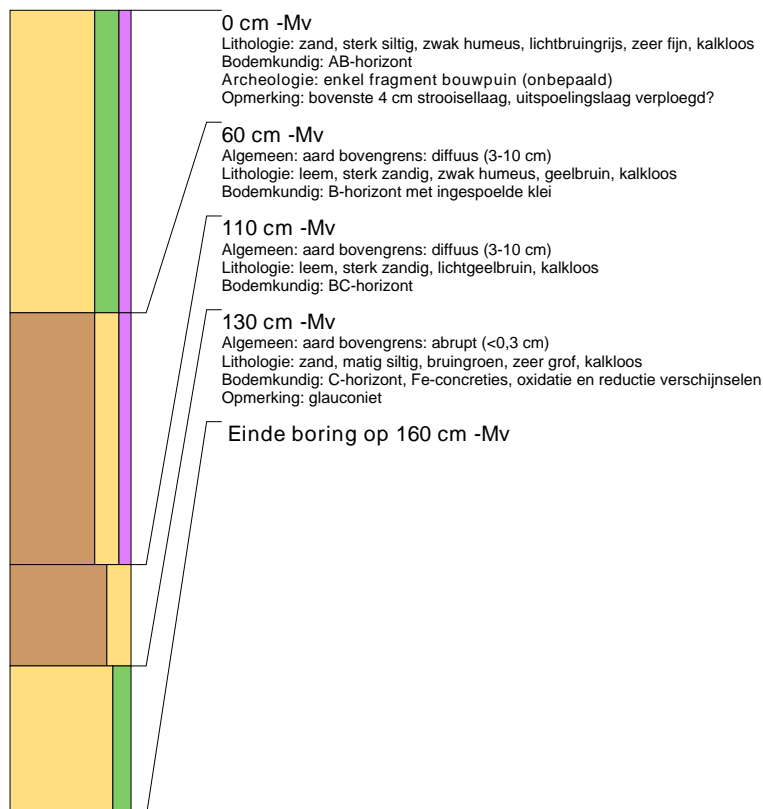 0 cm -Mv
Lithologie: zand, sterk siltig, zwak humeus, lichtbruingrijs, zeer fijn, kalkloos
Bodemkundig: AB-horizont
Archeologie: enkel fragment bouwpuin (onbepaald)
Opmerking: bovenste 4 cm strooisellaag, uitspoelingslaag verploegd?
60 cm -Mv
Algemeen: aard bovengrens: diffuus (3-10 cm)
Lithologie: leem, sterk zandig, zwak humeus, geelbruin, kalkloos
Bodemkundig: B-horizont met ingespoelde klei
110 cm -Mv
Algemeen: aard bovengrens: diffuus (3-10 cm)
Lithologie: leem, sterk zandig, lichtgeelbruin, kalkloos
Bodemkundig: BC-horizont
130 cm -Mv
Algemeen: aard bovengrens: abrupt (<0,3 cm)
Lithologie: zand, matig siltig, bruingroen, zeer grof, kalkloos
Bodemkundig: C-horizont, Fe-concreties, oxidatie en reductie verschijnselen
Opmerking: glauconiet
Einde boring op 160 cm -Mv